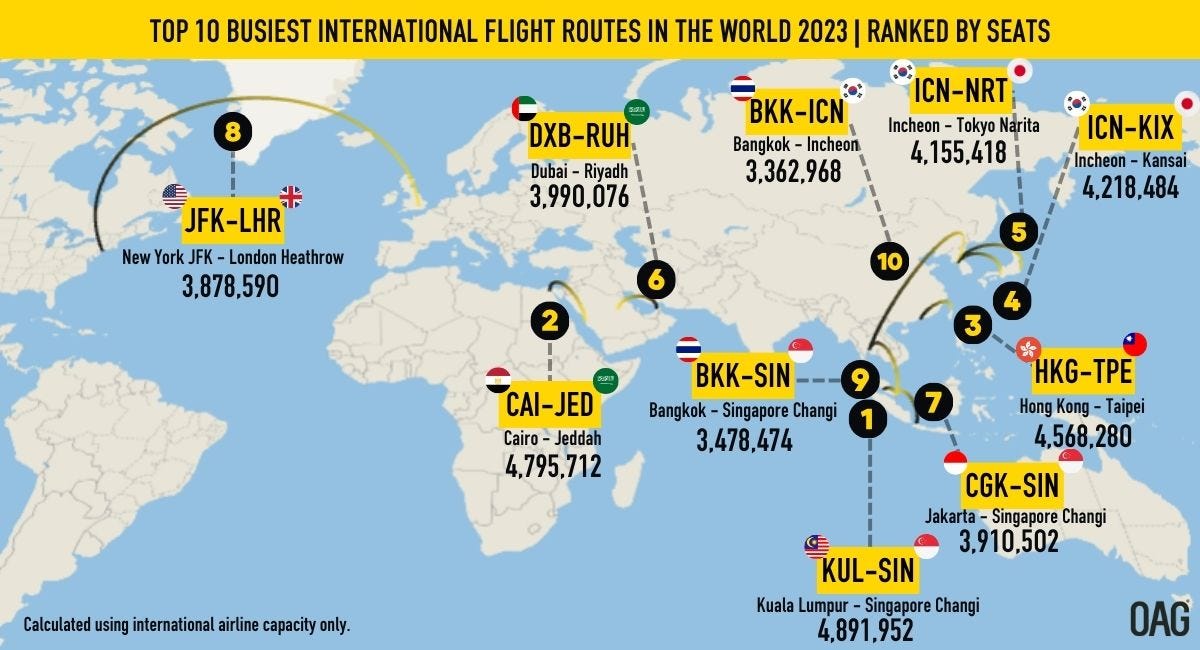 TOP 10 BUSIEST INTERNATIONAL FLIGHT ROUTES IN THE WORLD 2023 | RANKED BY SEATS
8
JFK-LHR
New York JFK - London Heathrow
3,878,590
DXB-RUH
Dubai - Riyadh
3,990,076
6
BKK-ICN
Bangkok - Incheon
3,362,968
10
ICN-NRT
Incheon - Tokyo Narita
4,155,418
5
ICN-KIX
Incheon - Kansai
4,218,484
4
2
CAI-JED
Cairo - Jeddah
4,795,712
BKK-SIN
Bangkok - Singapore Changi
3,478,474
9
3
HKG-TPE
Hong Kong - Taipei
4,568,280
7
CGK-SIN
Jakarta - Singapore Changi
3,910,502
1
KUL-SIN
Kuala Lumpur - Singapore Changi
4,891,952
Calculated using international airline capacity only.
OAG